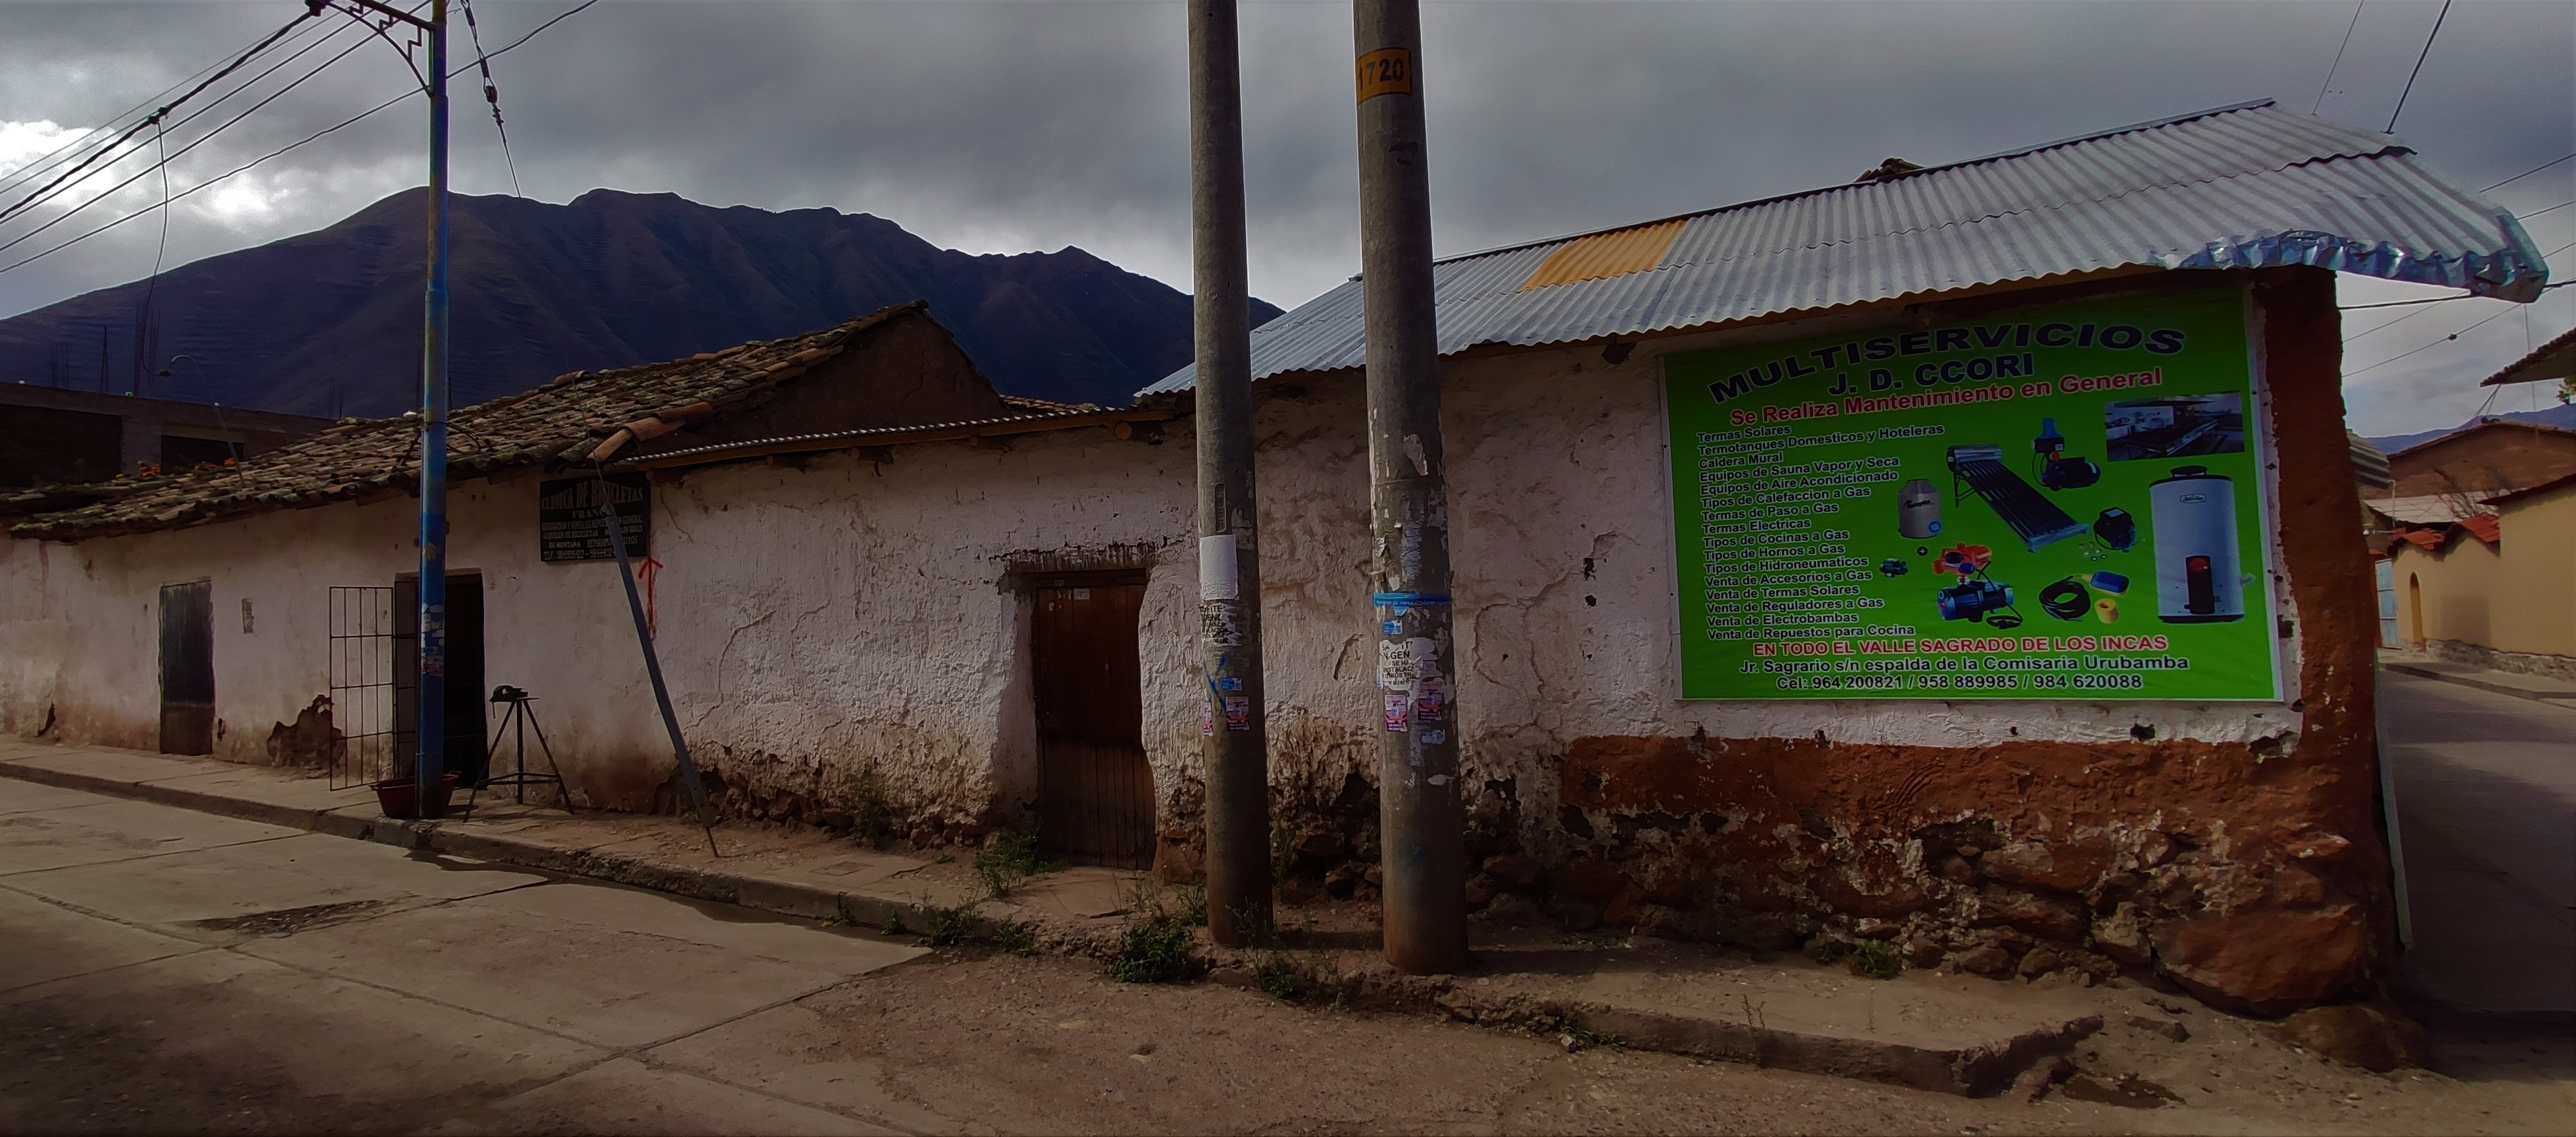 1720
CLINICA DE BICICLETAS
MULTISERVICIOS
J. D. CCORI
Se Realiza Mantenimiento en General
Termas Solares
Termotanques Domesticos y Hoteleras
Caldera Mural
Equipos de Sauna Vapor y Seca
Equipos de Aire Acondicionado
Tipos de Calefaccion a Gas
Termas de Paso a Gas
Termas Electricas
Tipos de Cocinas a Gas
Tipos de Hornos a Gas
Tipos de Hidroneumaticos
Venta de Accesorios a Gas
Venta de Termas Solares
Venta de Reguladores a Gas
Venta de Electrobambas
Venta de Repuestos para Cocina
EN TODO EL VALLE SAGRADO DE LOS INCAS
Jr. Sagrario s/n espalda de la Comisaria Urubamba
Cel: 964 200821 / 958 889985 / 984 620088